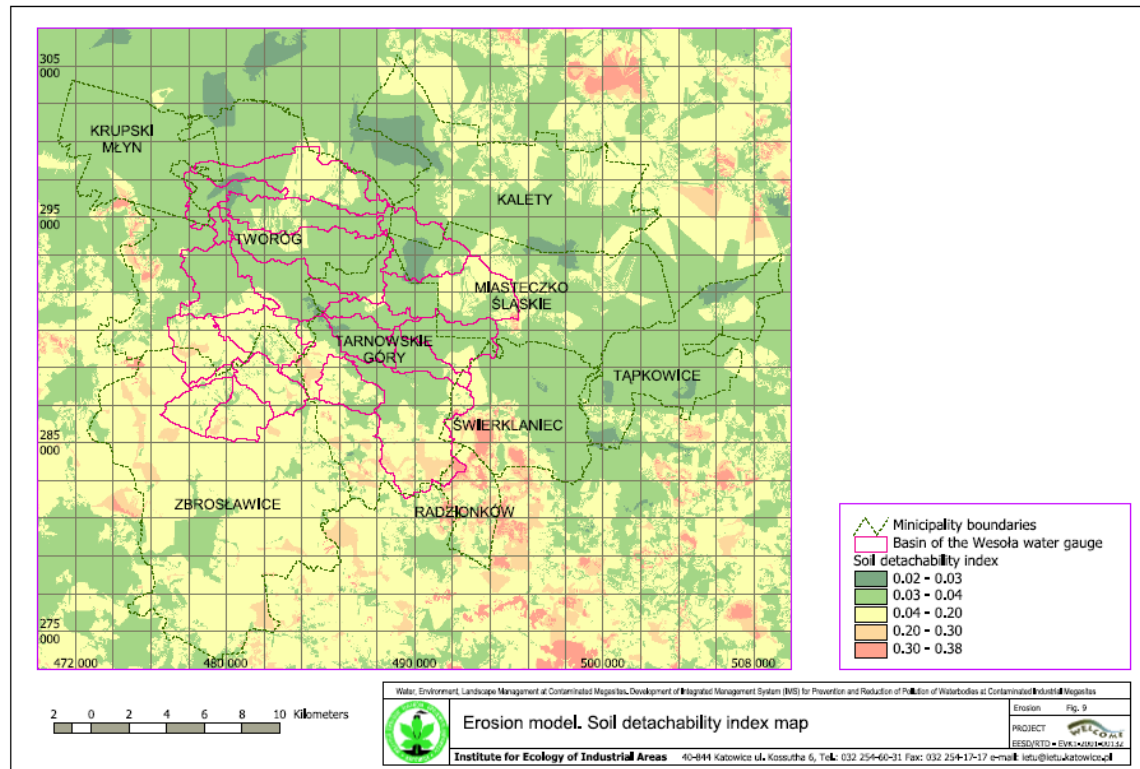 305
000
KRUPSKI
MŁYN
KALETY
295
000
TWORÓG
MIASTECZKO
ŚLĄSKIE
TARNOWSKIE
GÓRY
TĄPKOWICE
ŚWIERKLANIEC
285
000
ZBROSŁAWICE
RADZIONKÓW
275
000
472 000
480 000
490 000
500 000
508 000
Minicipality boundaries
Basin of the Wesoła water gauge
Soil detachability index
0.02 - 0.03
0.03 - 0.04
0.04 - 0.20
0.20 - 0.30
0.30 - 0.38
2 0 2 4 6 8 10 Kilometers
Water, Environment, Landscape Management at Contaminated Megasites. Development of Integrated Management System (IMS) for Prevention and Reduction of Pollution of Waterbodies at Contaminated Industrial Megasites
Erosion model. Soil detachability index map
Erosion Fig. 9
PROJECT WELCOME
EESD/RTD - EVK1-2001-00132
Institute for Ecology of Industrial Areas 40-844 Katowice ul. Kossutha 6, Tel.: 032 254-60-31 Fax: 032 254-17-17 e-mail: ietu@ietu.katowice.pl